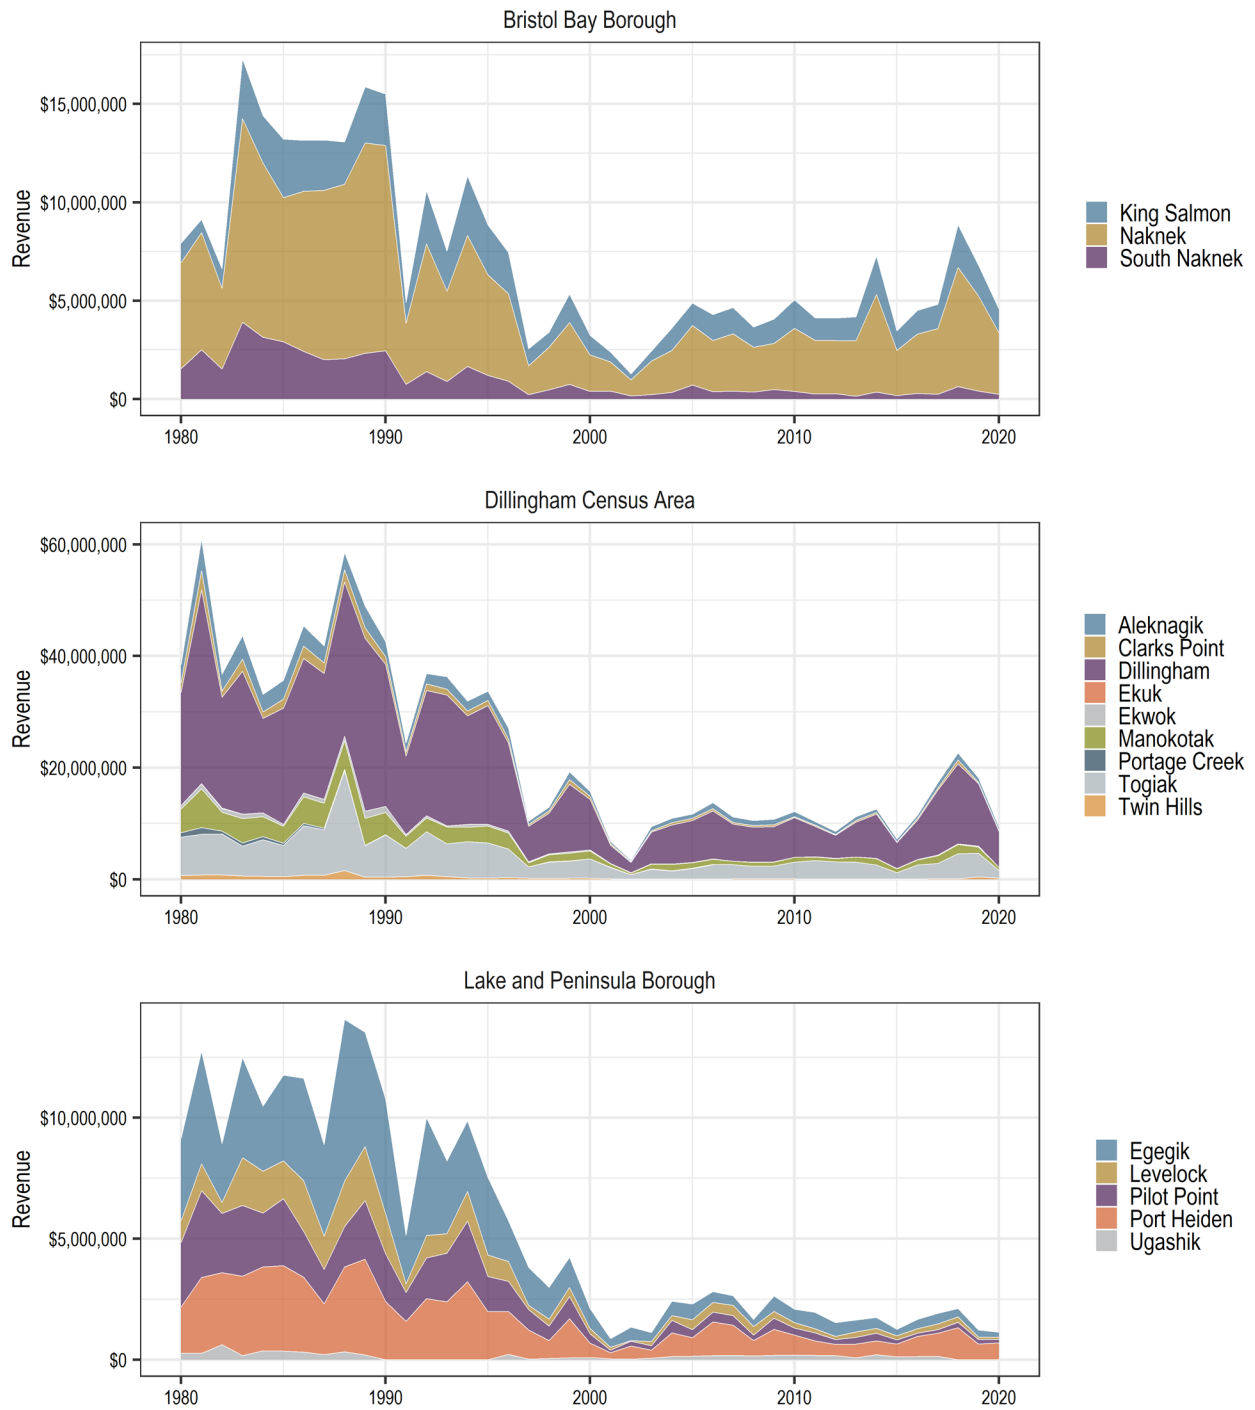 Bristol Bay Borough
$15,000,000
$10,000,000
$5,000,000
$0
Revenue
1980 1990 2000 2010 2020
King Salmon
Naknek
South Naknek
Dillingham Census Area
$60,000,000
$40,000,000
$20,000,000
$0
Revenue
1980 1990 2000 2010 2020
Aleknagik
Clarks Point
Dillingham
Ekuk
Ekwok
Manokotak
Portage Creek
Togiak
Twin Hills
Lake and Peninsula Borough
$10,000,000
$5,000,000
$0
Revenue
1980 1990 2000 2010 2020
Egegik
Levelock
Pilot Point
Port Heiden
Ugashik